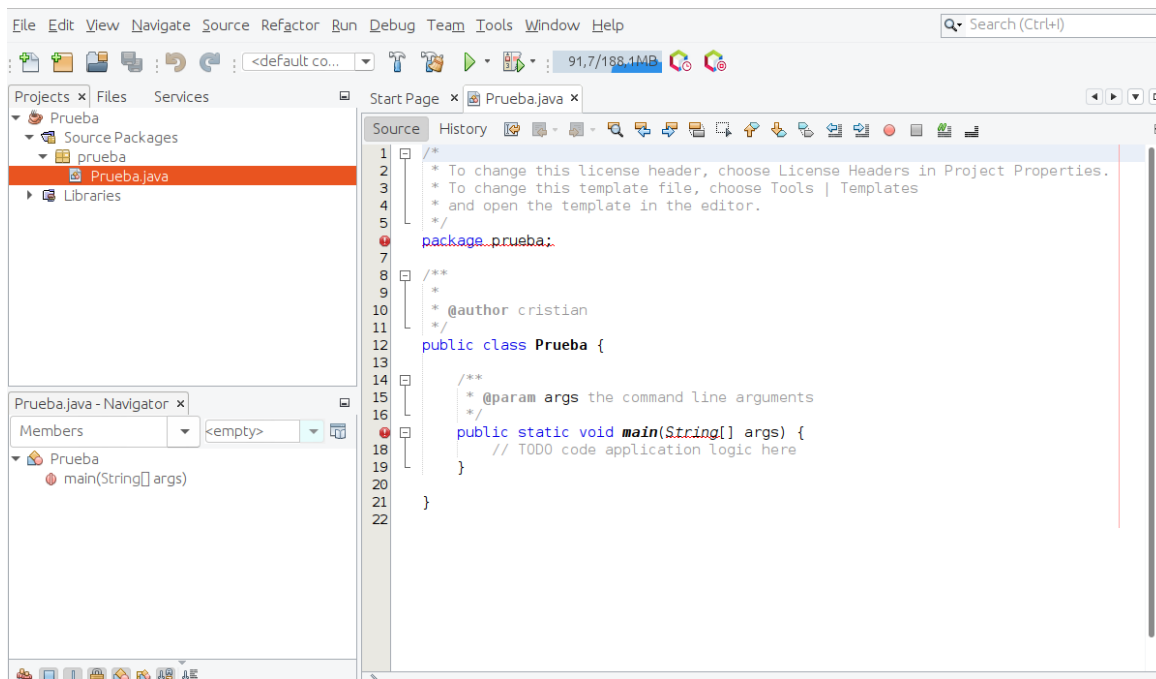 File Edit View Navigate Source Refactor Run Debug Team Tools Window Help
Search (Ctrl+I)
<default co...
91,7/188,1MB
Projects × Files Services
Prueba
Source Packages
prueba
Prueba.java
Libraries
Prueba.java - Navigator ×
Members
<empty>
Prueba
main(String[] args)
Start Page × Prueba.java ×
Source History
1 /*
2 * To change this license header, choose License Headers in Project Properties.
3 * To change this template file, choose Tools | Templates
4 * and open the template in the editor.
5 */
package prueba;
7
8 /**
9 *
10 * @author cristian
11 */
12 public class Prueba {
13
14 /**
15 * @param args the command line arguments
16 */
public static void main(String[] args) {
18 // TODO code application logic here
19 }
20
21 }
22